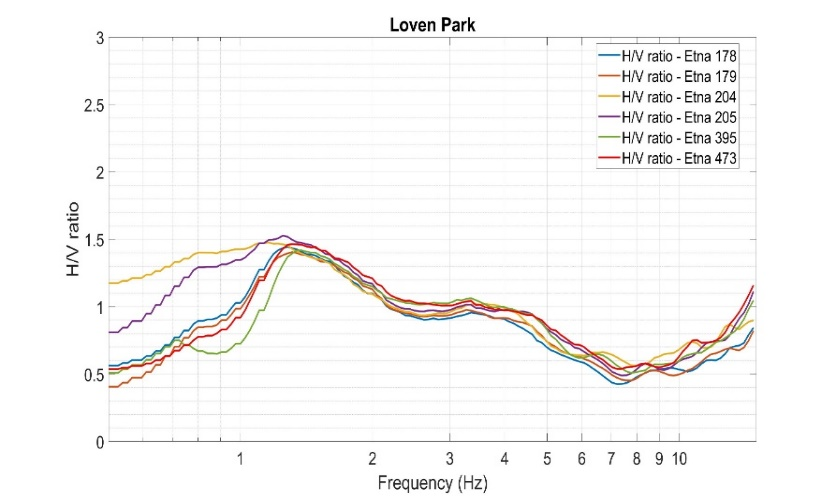 Loven Park
3
2.5
2
1.5
1
0.5
0
H/V ratio
H/V ratio - Etna 178
H/V ratio - Etna 179
H/V ratio - Etna 204
H/V ratio - Etna 205
H/V ratio - Etna 395
H/V ratio - Etna 473
1 2 3 4 5 6 7 8 9 10
Frequency (Hz)